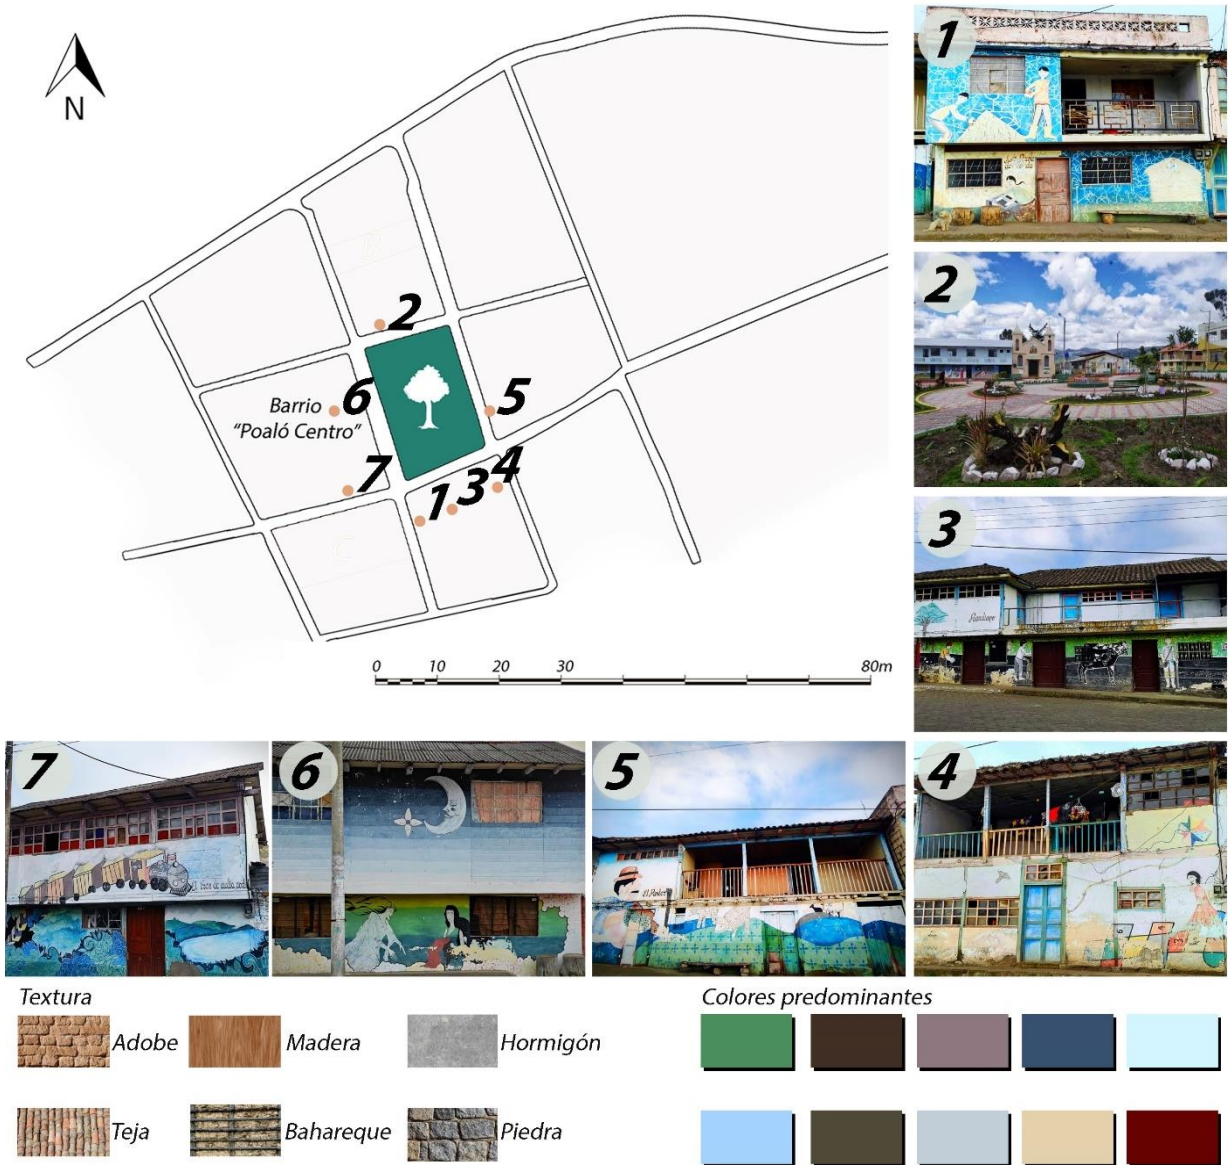 N
B
2
6
Barrio
"Poaló Centro"
5
7
1
3
4
C
0 10 20 30 80m
1
2
3
7
6
5
4
Textura
Adobe
Madera
Hormigón
Teja
Bahareque
Piedra
Colores predominantes